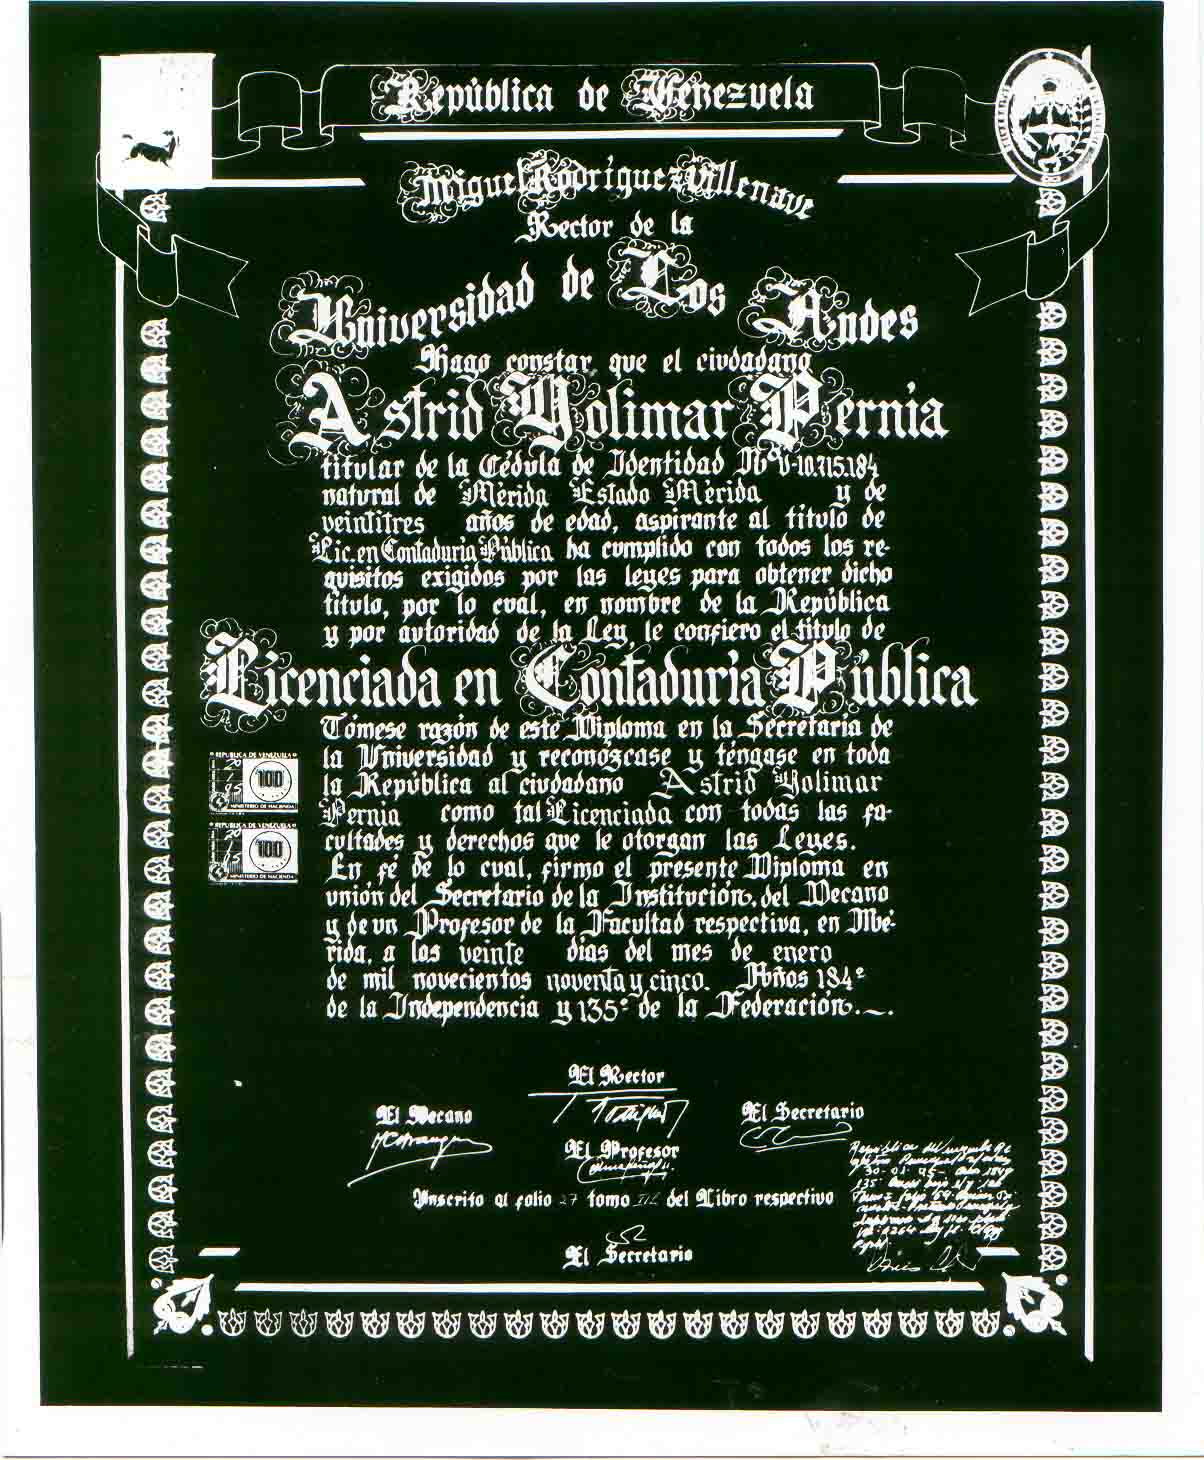 República de Venezuela
Miguel Rodríguez Villenave
Rector de la
Universidad de Los Andes
Hago constar, que el ciudadano
Astrid Yolimar Pernía
titular de la Cédula de Identidad Nº V-10.715.184
natural de Mérida Estado Mérida y de
veintitres años de edad, aspirante al título de
Lic. en Contaduría Pública ha cumplido con todos los re-
quisitos exigidos por las leyes para obtener dicho
título, por lo cual, en nombre de la República
y por autoridad de la Ley, le confiero el título de
Licenciada en Contaduría Pública
Tómese razón de este Diploma en la Secretaría de
la Universidad y reconózcase y téngase en toda
la República al ciudadano Astrid Yolimar
Pernía como tal Licenciada con todas las fa-
cultades y derechos que le otorgan las Leyes.
En fé de lo cual, firmo el presente Diploma en
unión del Secretario de la Institución, del Decano
y de un Profesor de la Facultad respectiva, en Mé-
rida, a los veinte días del mes de enero
de mil novecientos noventa y cinco. Años 184º
de la Independencia y 135º de la Federación.
REPUBLICA DE VENEZUELA
100
MINISTERIO DE HACIENDA
REPUBLICA DE VENEZUELA
100
MINISTERIO DE HACIENDA
El Rector
El Decano
El Secretario
El Profesor
Inscrito al folio 27 tomo III del Libro respectivo
El Secretario